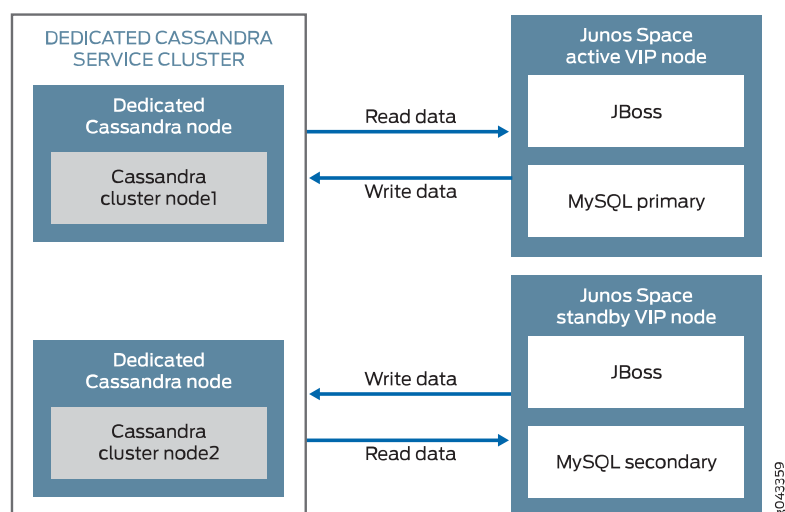 DEDICATED CASSANDRA
SERVICE CLUSTER
Dedicated
Cassandra node
Cassandra
cluster node1
Read data
Write data
Junos Space
active VIP node
JBoss
MySQL primary
Dedicated
Cassandra node
Cassandra
cluster node2
Write data
Read data
Junos Space
standby VIP node
JBoss
MySQL secondary
g043359